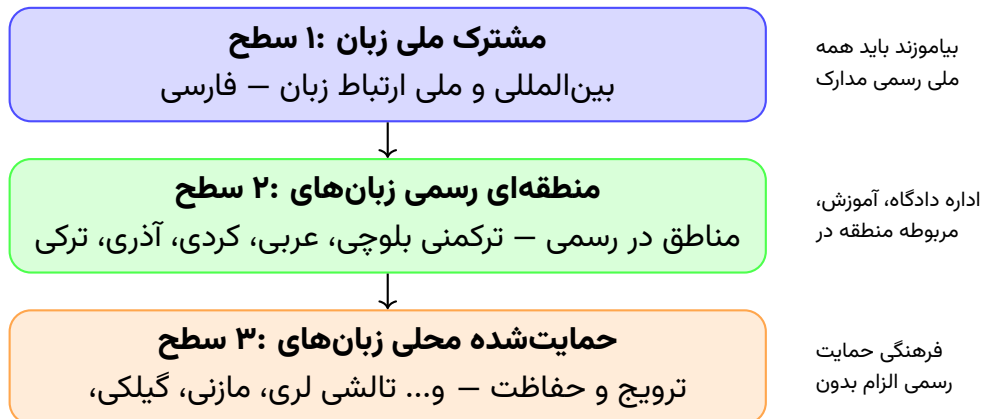 مشترک ملی زبان :۱ سطح
بین‌المللی و ملی ارتباط زبان – فارسی
بیاموزند باید همه
ملی رسمی مدارک
منطقه‌ای رسمی زبان‌های :۲ سطح
مناطق در رسمی – ترکمنی بلوچی، عربی، کردی، آذری، ترکی
اداره دادگاه، آموزش،
مربوطه منطقه در
حمایت‌شده محلی زبان‌های :۳ سطح
ترویج و حفاظت – و... تالشی لری، مازنی، گیلکی،
فرهنگی حمایت
رسمی الزام بدون